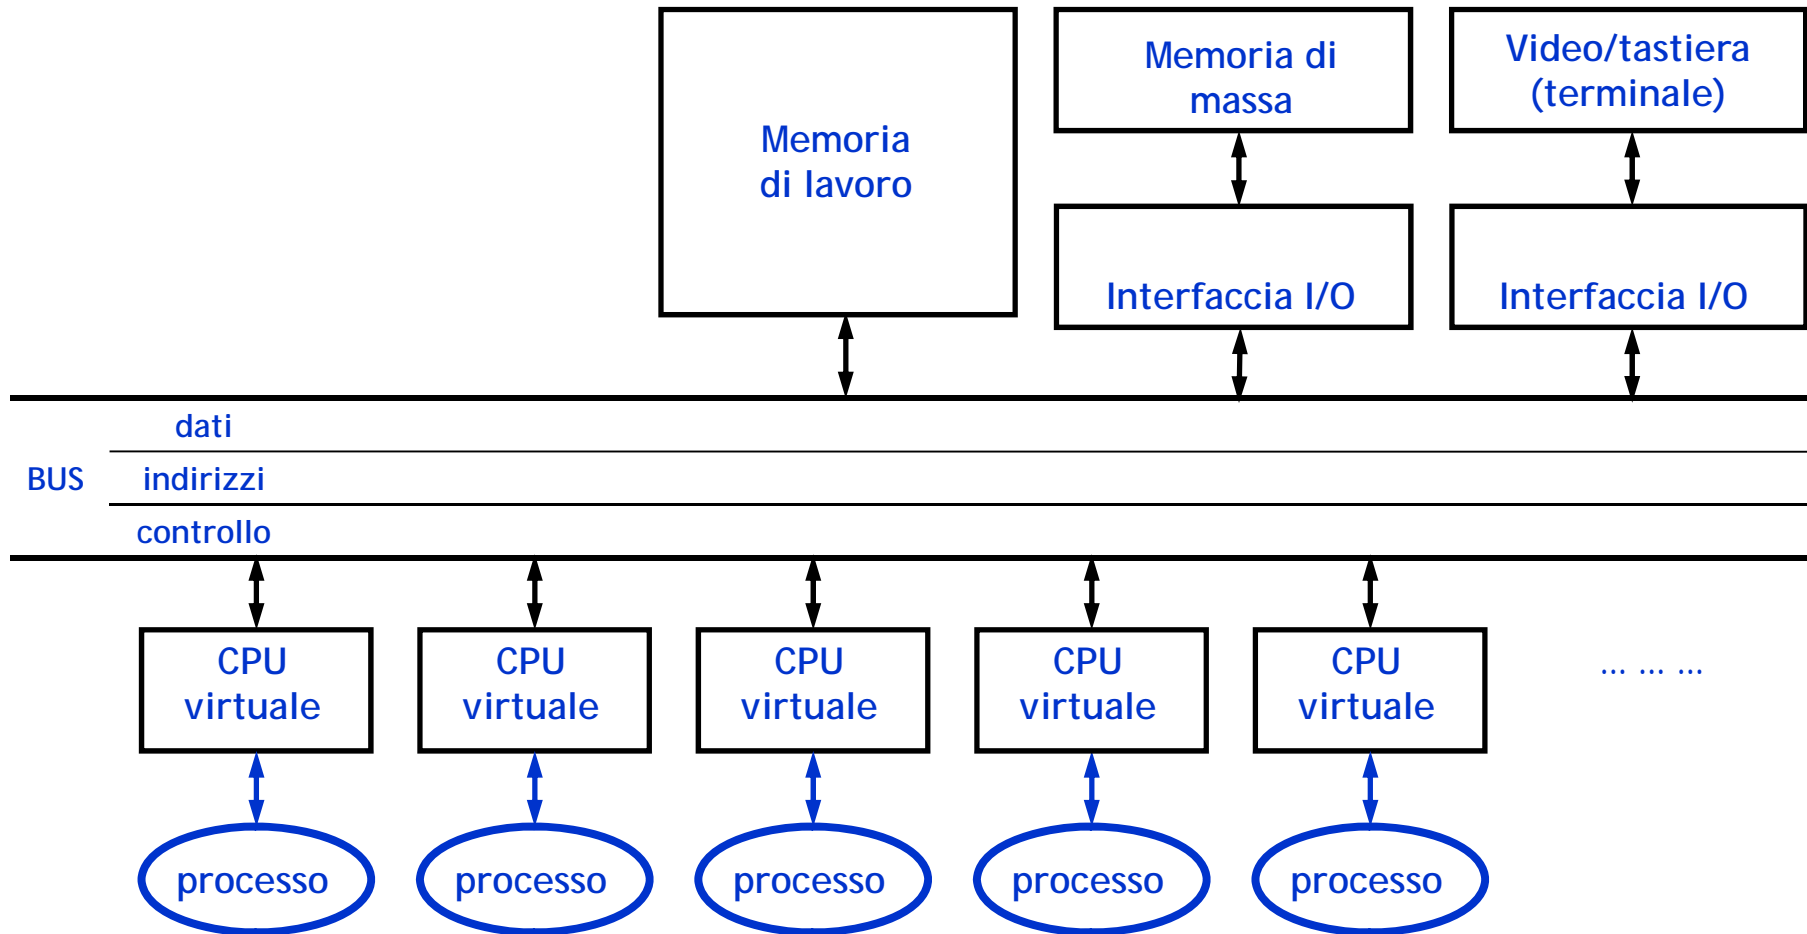 Memoria
di lavoro
Memoria di
massa
Video/tastiera
(terminale)
Interfaccia I/O
Interfaccia I/O
BUS
dati
indirizzi
controllo
CPU
virtuale
CPU
virtuale
CPU
virtuale
CPU
virtuale
CPU
virtuale
... ... ...
processo
processo
processo
processo
processo